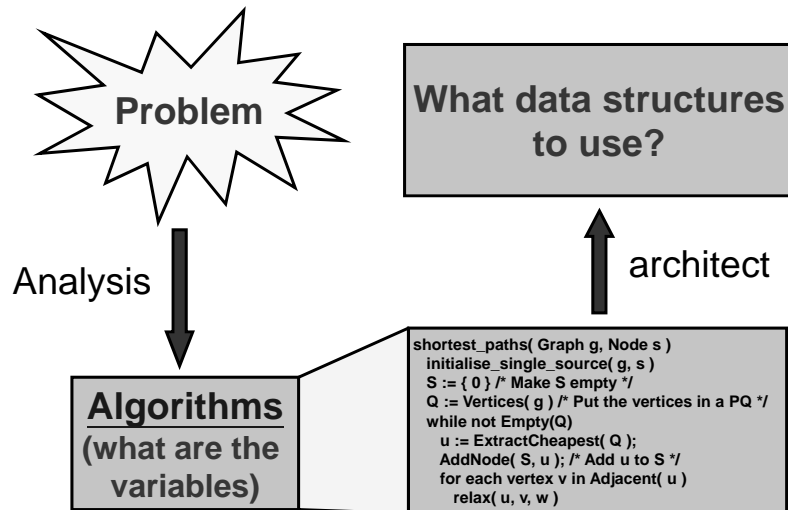 Problem
What data structures
to use?
Analysis
architect
Algorithms
(what are the
variables)
shortest_paths( Graph g, Node s )
initialise_single_source( g, s )
S := { 0 } /* Make S empty */
Q := Vertices( g ) /* Put the vertices in a PQ */
while not Empty(Q)
u := ExtractCheapest( Q );
AddNode( S, u ); /* Add u to S */
for each vertex v in Adjacent( u )
relax( u, v, w )